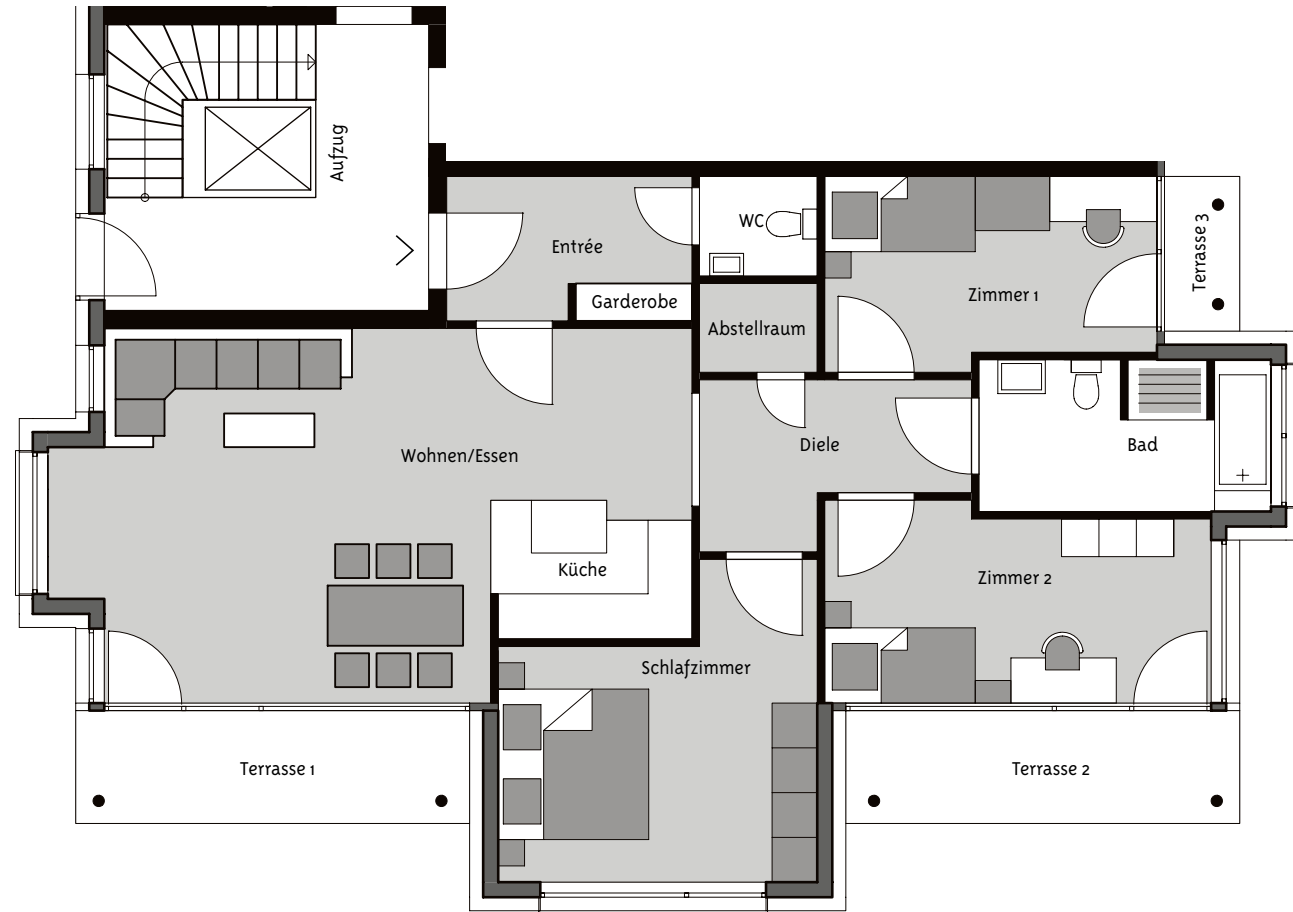 Aufzug
Entrée
WC
Garderobe
Abstellraum
Zimmer 1
Terrasse 3
Wohnen/Essen
Diele
Bad
Küche
Zimmer 2
Schlafzimmer
Terrasse 1
Terrasse 2